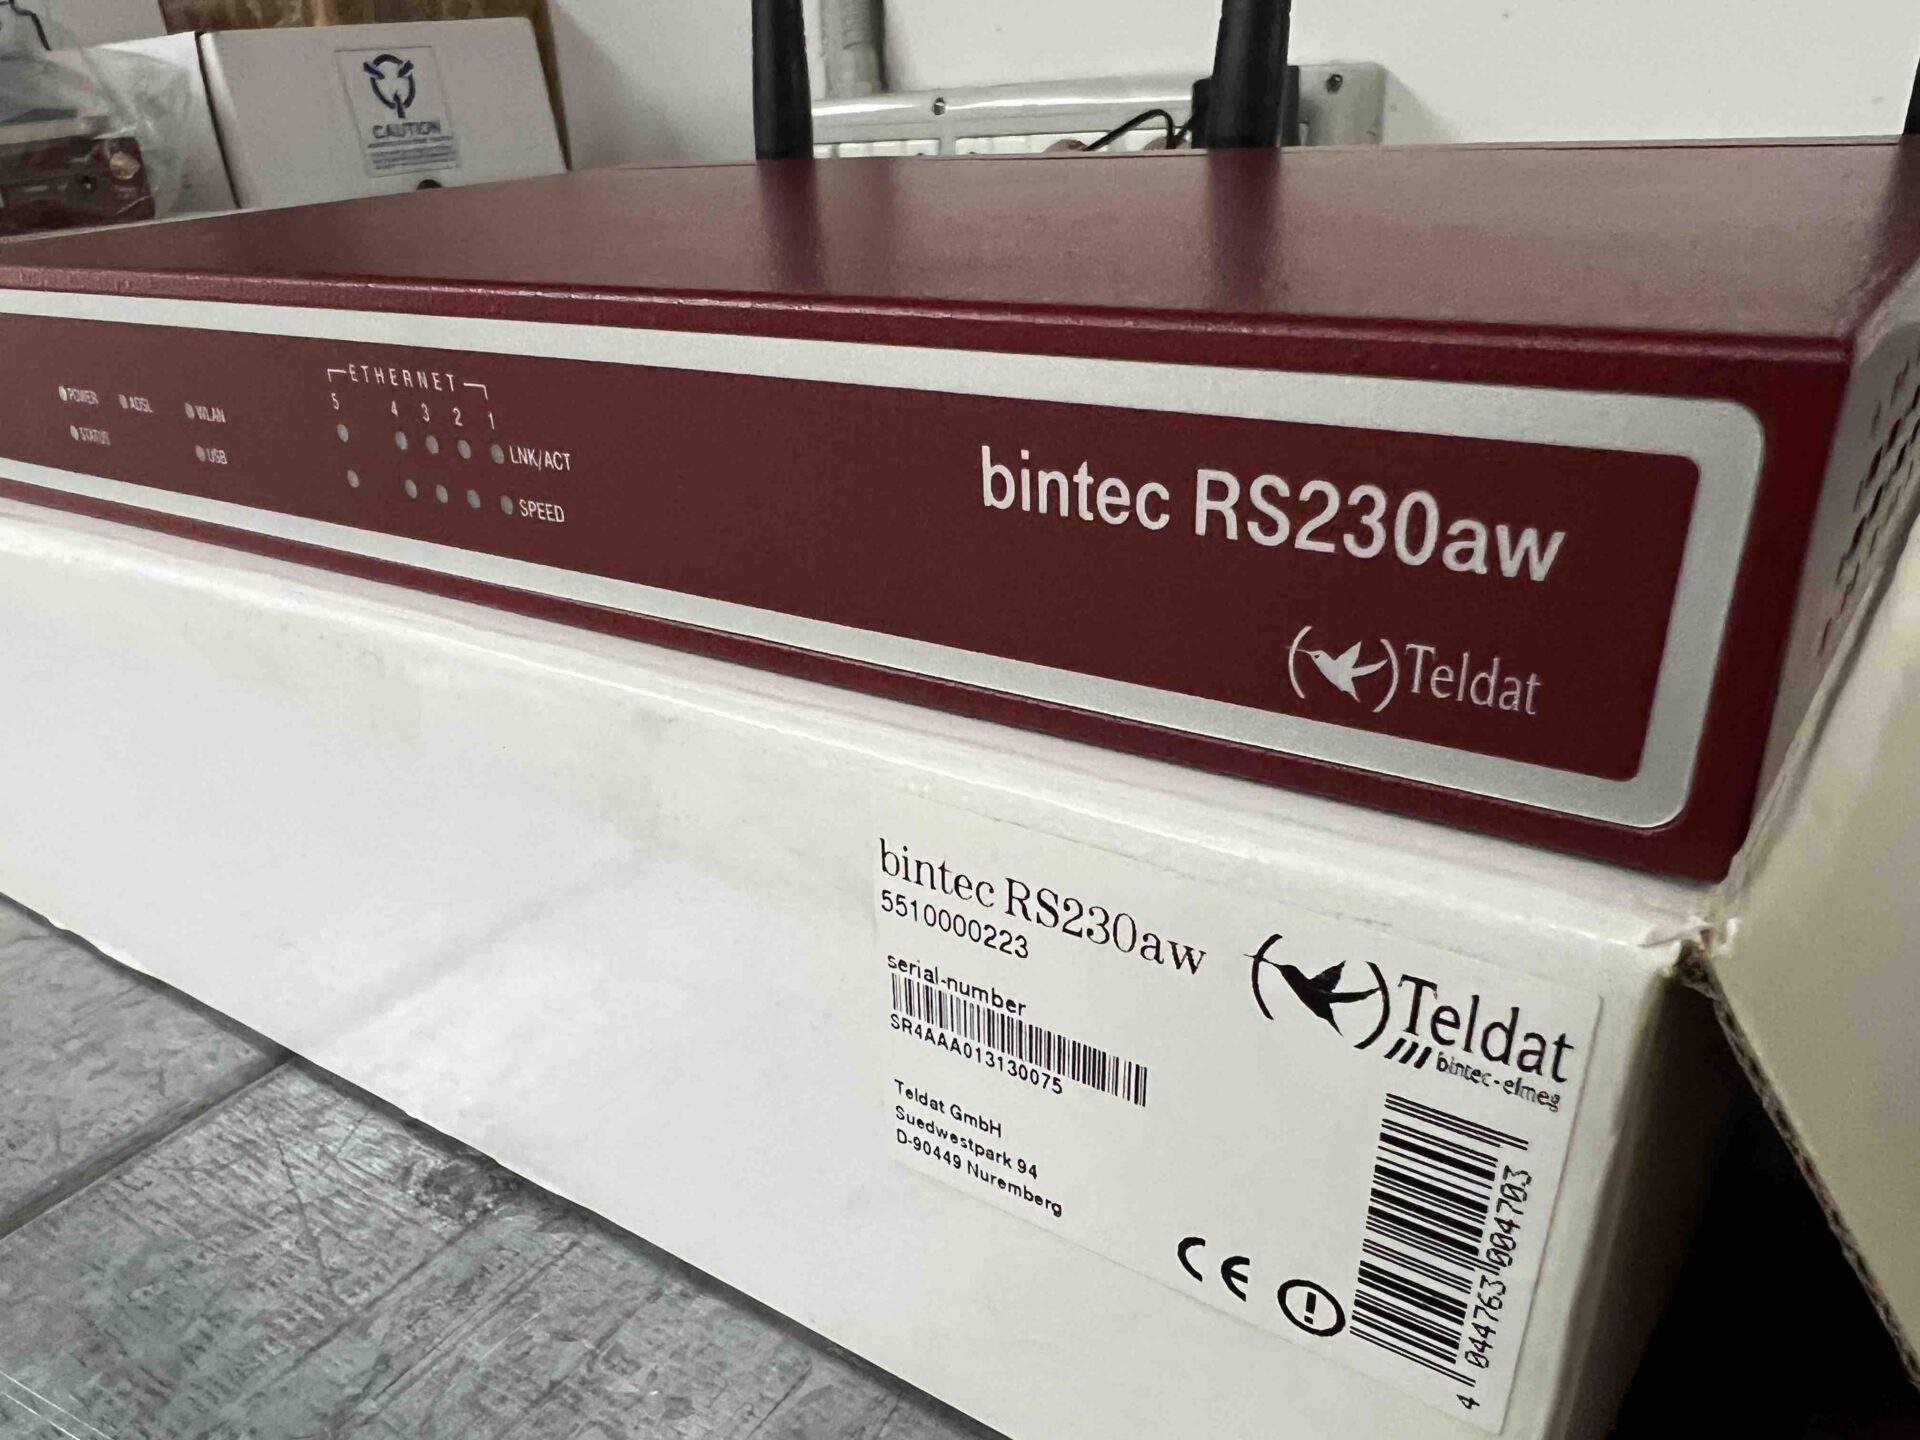 CAUTION
ETHERNET
5 4 3 2 1
POWER ADSL WLAN
STATUS USB
LNK/ACT
SPEED
bintec RS230aw
Teldat
bintec RS230aw
5510000223
serial-number
SR4AAA013130075
Teldat GmbH
Suedwestpark 94
D-90449 Nuremberg
Teldat
bintec-elmeg
CE
4 044763 004703